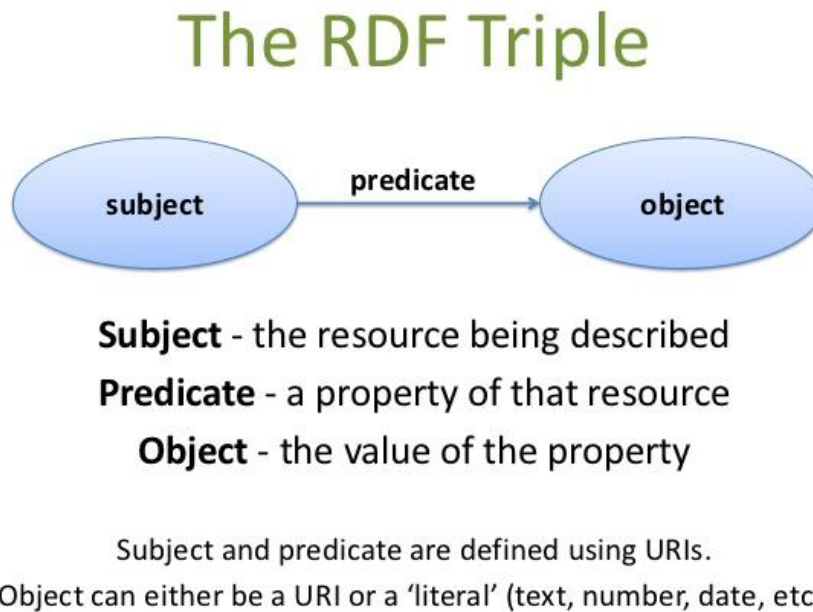 The RDF Triple
subject
predicate
object
Subject - the resource being described
Predicate - a property of that resource
Object - the value of the property
Subject and predicate are defined using URIs.
Object can either be a URI or a ‘literal’ (text, number, date, etc